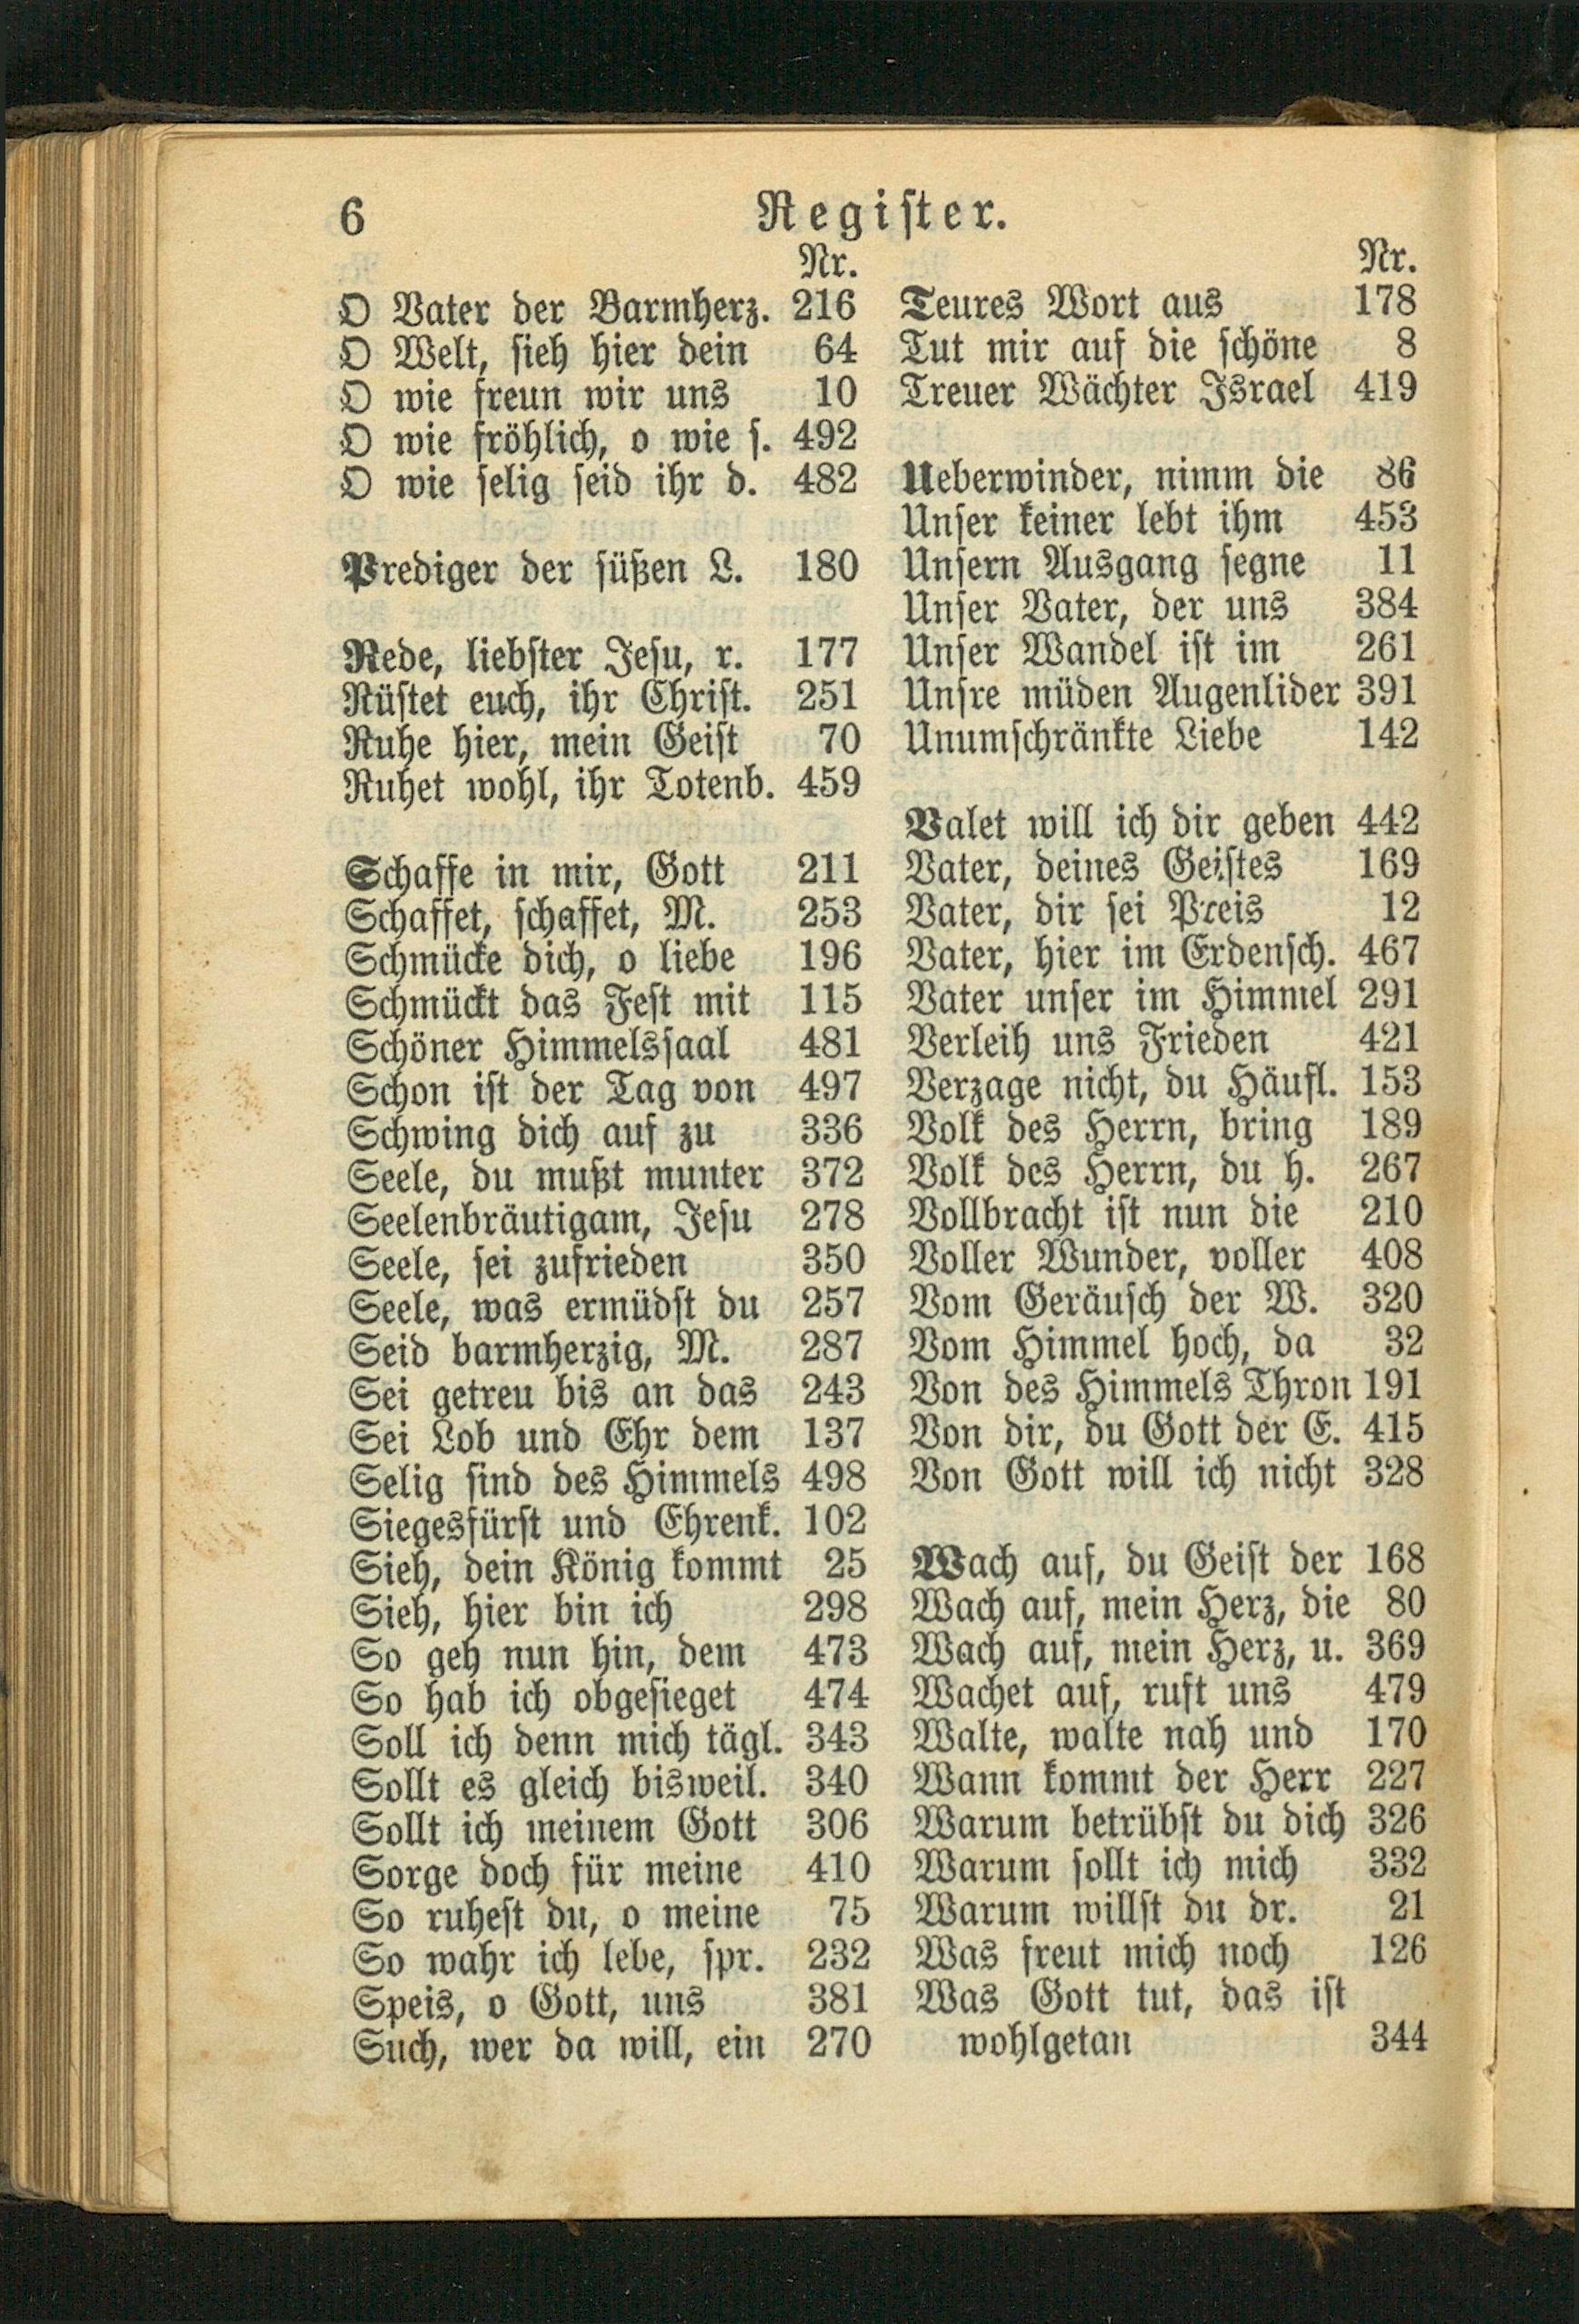 6
Register.
Nr.
O Vater der Barmherz. 216
O Welt, sieh hier dein 64
O wie freun wir uns 10
O wie fröhlich, o wie s. 492
O wie selig seid ihr d. 482
Prediger der süßen L. 180
Rede, liebster Jesu, r. 177
Rüstet euch, ihr Christ. 251
Ruhe hier, mein Geist 70
Ruhet wohl, ihr Totenb. 459
Schaffe in mir, Gott 211
Schaffet, schaffet, M. 253
Schmücke dich, o liebe 196
Schmückt das Fest mit 115
Schöner Himmelssaal 481
Schon ist der Tag von 497
Schwing dich auf zu 336
Seele, du mußt munter 372
Seelenbräutigam, Jesu 278
Seele, sei zufrieden 350
Seele, was ermüdst du 257
Seid barmherzig, M. 287
Sei getreu bis an das 243
Sei Lob und Ehr dem 137
Selig sind des Himmels 498
Siegesfürst und Ehrenk. 102
Sieh, dein König kommt 25
Sieh, hier bin ich 298
So geh nun hin, dem 473
So hab ich obgesieget 474
Soll ich denn mich tägl. 343
Sollt es gleich bisweil. 340
Sollt ich meinem Gott 306
Sorge doch für meine 410
So ruhest du, o meine 75
So wahr ich lebe, spr. 232
Speis, o Gott, uns 381
Such, wer da will, ein 270
Nr.
Teures Wort aus 178
Tut mir auf die schöne 8
Treuer Wächter Israel 419
Ueberwinder, nimm die 86
Unser keiner lebt ihm 453
Unsern Ausgang segne 11
Unser Vater, der uns 384
Unser Wandel ist im 261
Unsre müden Augenlider 391
Unumschränkte Liebe 142
Valet will ich dir geben 442
Vater, deines Geistes 169
Vater, dir sei Preis 12
Vater, hier im Erdensch. 467
Vater unser im Himmel 291
Verleih uns Frieden 421
Verzage nicht, du Häufl. 153
Volk des Herrn, bring 189
Volk des Herrn, du h. 267
Vollbracht ist nun die 210
Voller Wunder, voller 408
Vom Geräusch der W. 320
Vom Himmel hoch, da 32
Von des Himmels Thron 191
Von dir, du Gott der E. 415
Von Gott will ich nicht 328
Wach auf, du Geist der 168
Wach auf, mein Herz, die 80
Wach auf, mein Herz, u. 369
Wachet auf, ruft uns 479
Walte, walte nah und 170
Wann kommt der Herr 227
Warum betrübst du dich 326
Warum sollt ich mich 332
Warum willst du dr. 21
Was freut mich noch 126
Was Gott tut, das ist
wohlgetan 344